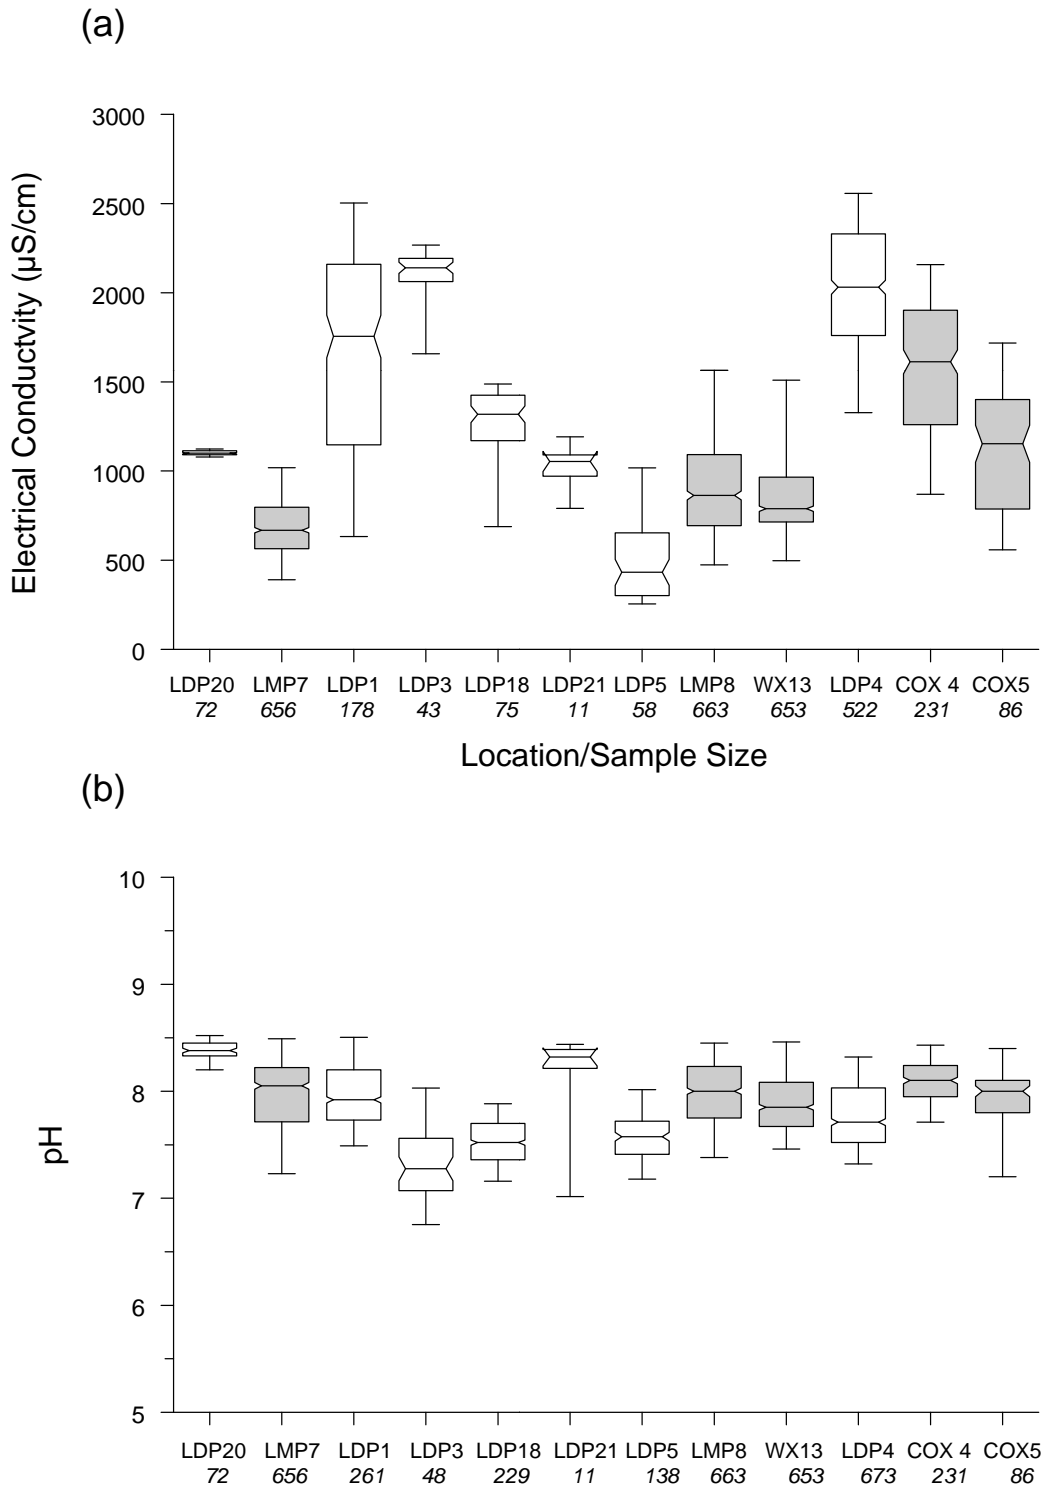 (a)
3000
2500
2000
1500
1000
500
0
Electrical Conductvity (µS/cm)
LDP20 LMP7 LDP1 LDP3 LDP18 LDP21 LDP5 LMP8 WX13 LDP4 COX 4 COX5
72 656 178 43 75 11 58 663 653 522 231 86
Location/Sample Size
(b)
10
9
8
7
6
5
pH
LDP20 LMP7 LDP1 LDP3 LDP18 LDP21 LDP5 LMP8 WX13 LDP4 COX 4 COX5
72 656 261 48 229 11 138 663 653 673 231 86